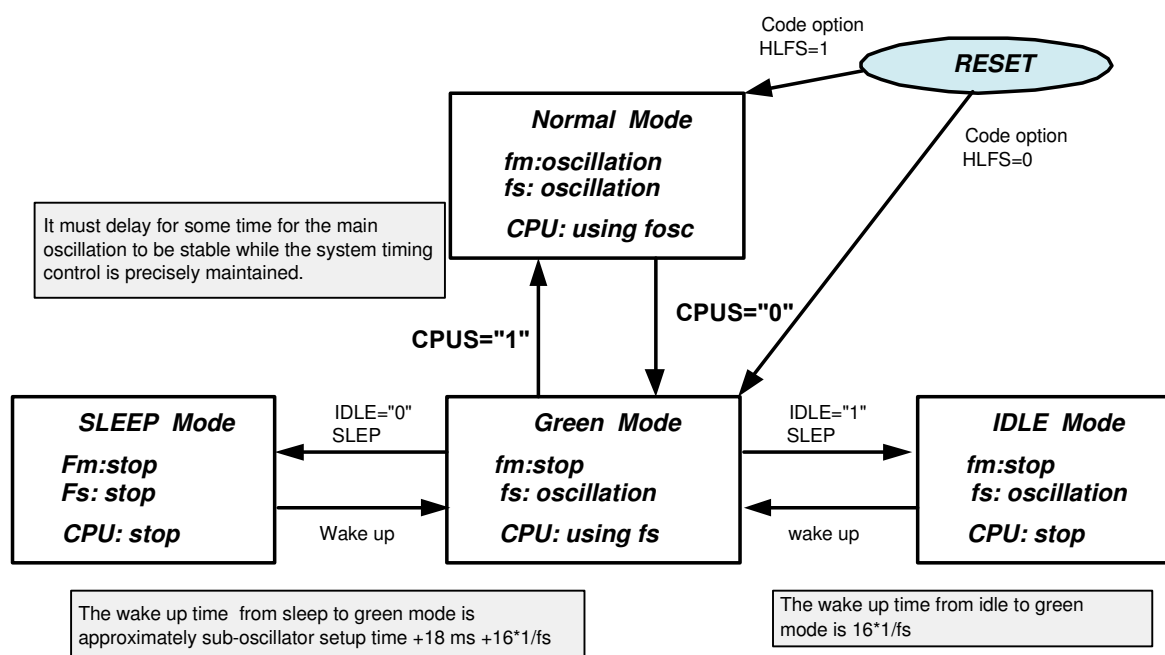 Code option
HLFS=1
RESET
Code option
HLFS=0
Normal Mode
fm:oscillation
fs: oscillation
CPU: using fosc
It must delay for some time for the main
oscillation to be stable while the system timing
control is precisely maintained.
CPUS="1"
CPUS="0"
SLEEP Mode
Fm:stop
Fs: stop
CPU: stop
IDLE="0"
SLEP
Wake up
Green Mode
fm:stop
fs: oscillation
CPU: using fs
IDLE="1"
SLEP
wake up
IDLE Mode
fm:stop
fs: oscillation
CPU: stop
The wake up time from sleep to green mode is
approximately sub-oscillator setup time +18 ms +16*1/fs
The wake up time from idle to green
mode is 16*1/fs